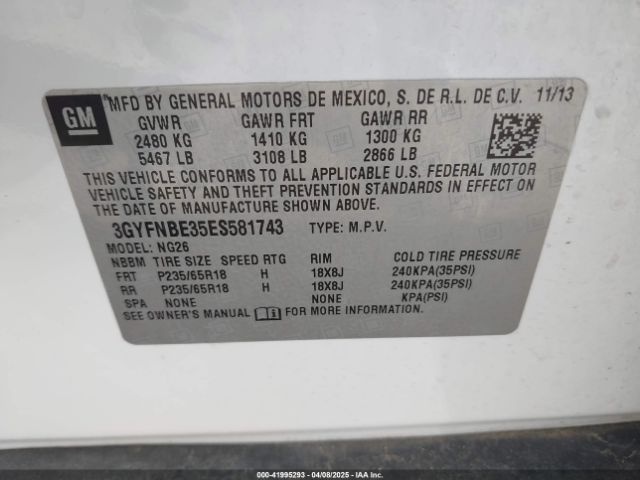 GM
MFD BY GENERAL MOTORS DE MEXICO, S. DE R.L. DE C.V. 11/13
GVWR GAWR FRT GAWR RR
2480 KG 1410 KG 1300 KG
5467 LB 3108 LB 2866 LB
THIS VEHICLE CONFORMS TO ALL APPLICABLE U.S. FEDERAL MOTOR
VEHICLE SAFETY AND THEFT PREVENTION STANDARDS IN EFFECT ON
THE DATE OF MANUFACTURE SHOWN ABOVE.
3GYFNBE35ES581743 TYPE: M.P.V.
MODEL: NG26
NBBM TIRE SIZE SPEED RTG RIM COLD TIRE PRESSURE
FRT P235/65R18 H 18X8J 240KPA(35PSI)
RR P235/65R18 H 18X8J 240KPA(35PSI)
SPA NONE NONE KPA(PSI)
SEE OWNER'S MANUAL FOR MORE INFORMATION.
000-41995293 - 04/08/2025 - IAA Inc.